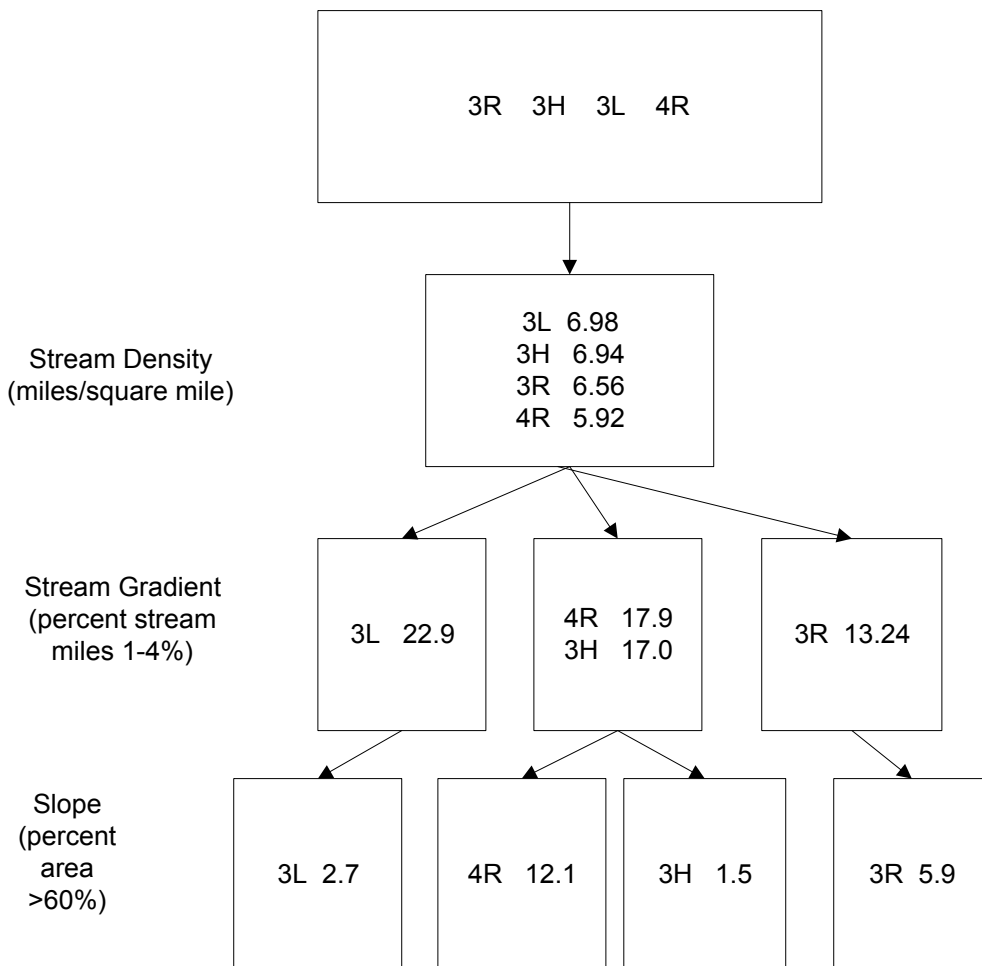 3R 3H 3L 4R
Stream Density
(miles/square mile)
3L 6.98
3H 6.94
3R 6.56
4R 5.92
Stream Gradient
(percent stream
miles 1-4%)
3L 22.9
4R 17.9
3H 17.0
3R 13.24
Slope
(percent
area
>60%)
3L 2.7
4R 12.1
3H 1.5
3R 5.9